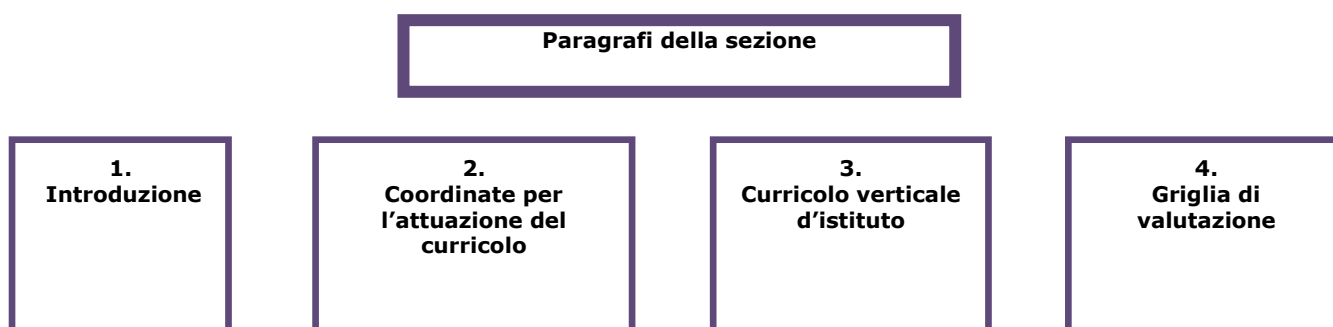 Paragrafi della sezione
1.
Introduzione
2.
Coordinate per
l’attuazione del
curricolo
3.
Curricolo verticale
d’istituto
4.
Griglia di
valutazione